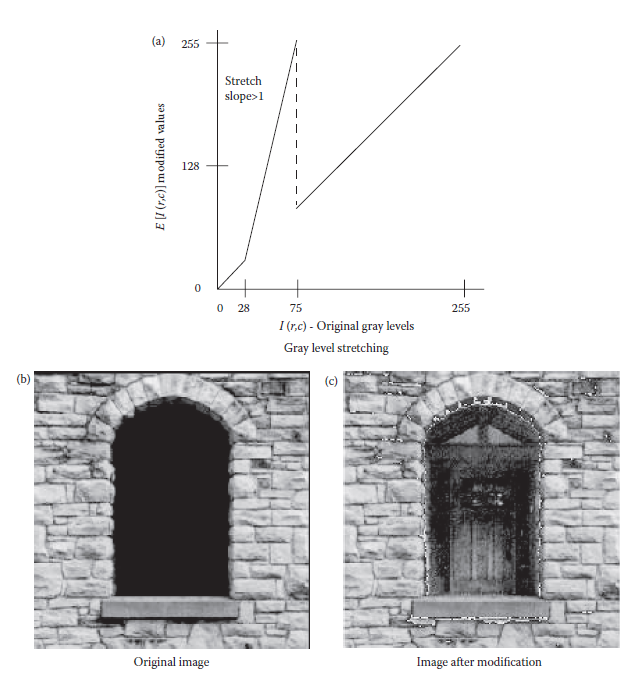 (a)
255
Stretch
slope>1
128
E [I (r,c)] modified values
0
0 28 75 255
I (r,c) - Original gray levels
Gray level stretching
(b)
(c)
Original image
Image after modification